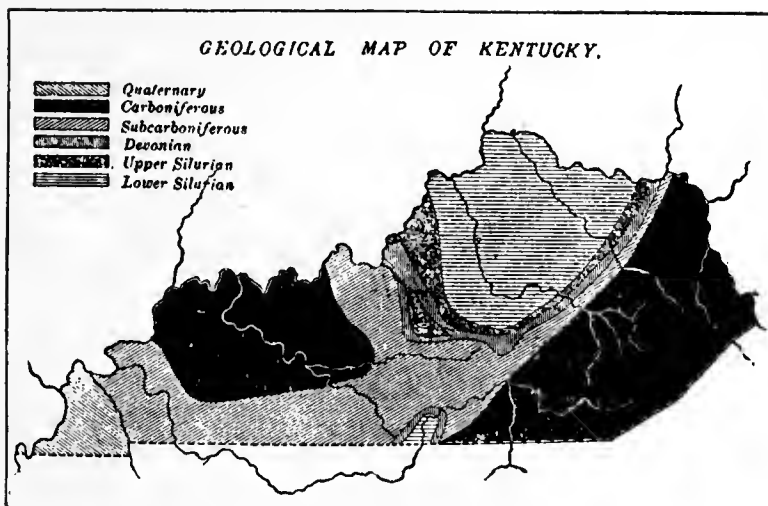 GEOLOGICAL MAP OF KENTUCKY.
Quaternary
Carboniferous
Subcarboniferous
Devonian
Upper Silurian
Lower Silurian